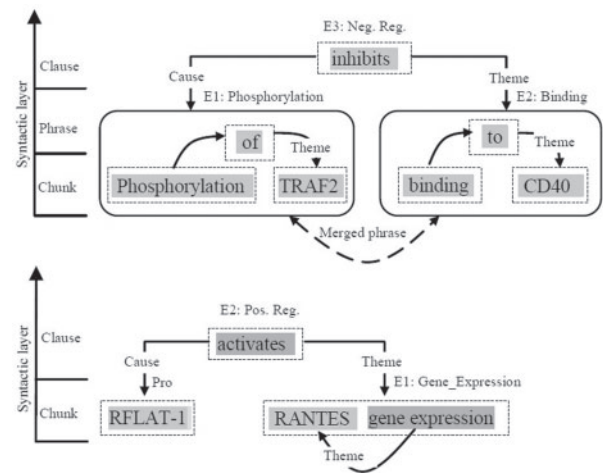 E3: Neg. Reg.
inhibits
Cause
Theme
E1: Phosphorylation
E2: Binding
Syntactic layer
Clause
Phrase
Chunk
of
Theme
Phosphorylation
TRAF2
to
Theme
binding
CD40
Merged phrase
E2: Pos. Reg.
activates
Syntactic layer
Clause
Chunk
Cause
Theme
Pro
E1: Gene_Expression
RFLAT-1
RANTES gene expression
Theme